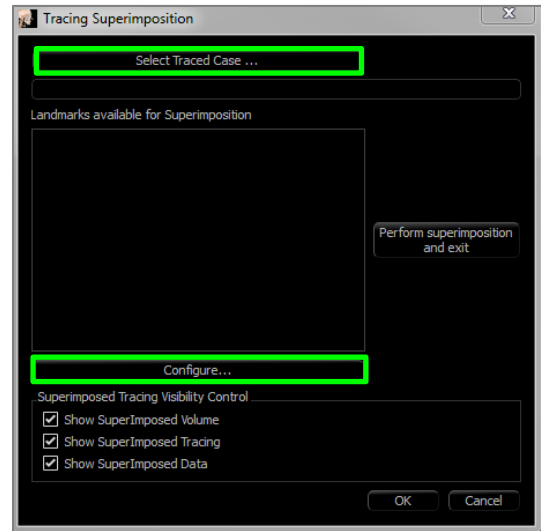 Tracing Superimposition
Select Traced Case ...
Landmarks available for Superimposition
Perform superimposition
and exit
Configure...
Superimposed Tracing Visibility Control
Show SuperImposed Volume
Show SuperImposed Tracing
Show SuperImposed Data
OK
Cancel